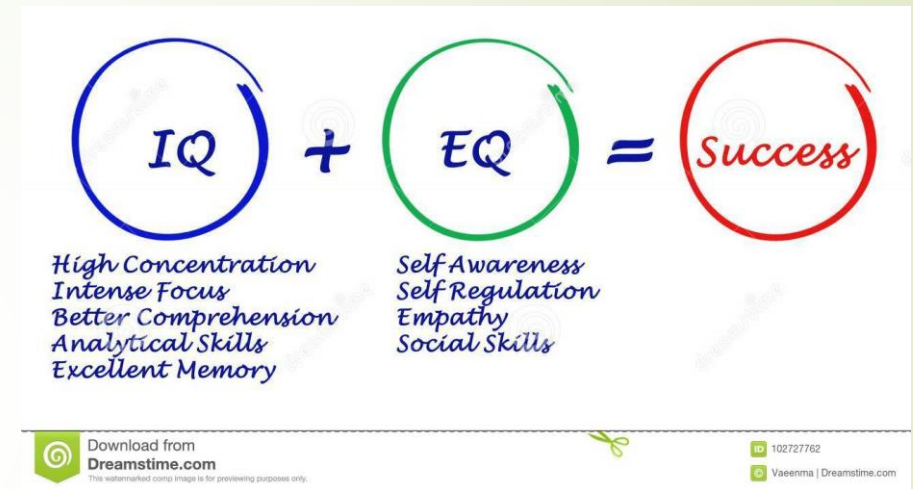 IQ + EQ = Success
High Concentration
Intense Focus
Better Comprehension
Analytical Skills
Excellent Memory
Self Awareness
Self Regulation
Empathy
Social Skills
Download from
Dreamstime.com
This watermarked comp image is for previewing purposes only.
ID 102727762
Vaeenma | Dreamstime.com